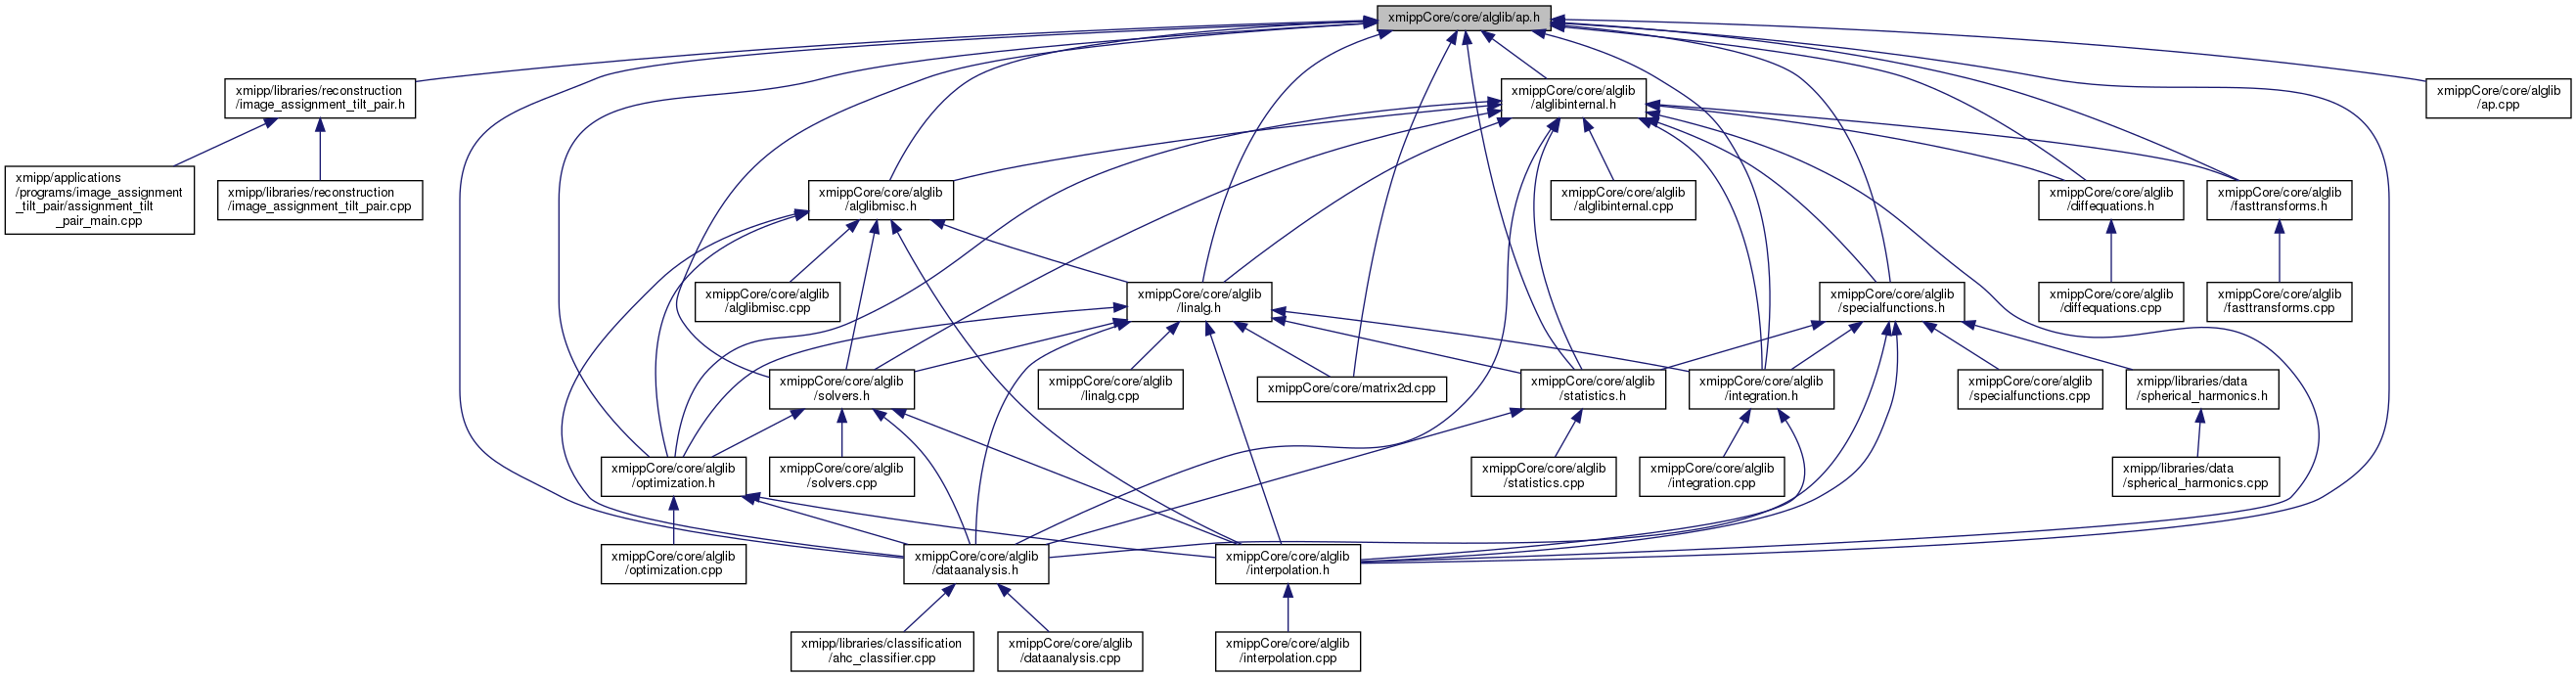 xmippCore/core/alglib/ap.h
xmipp/libraries/reconstruction
/image_assignment_tilt_pair.h
xmippCore/core/alglib
/alglibinternal.h
xmippCore/core/alglib
/ap.cpp
xmipp/applications
/programs/image_assignment
_tilt_pair/assignment_tilt
_pair_main.cpp
xmipp/libraries/reconstruction
/image_assignment_tilt_pair.cpp
xmippCore/core/alglib
/alglibmisc.h
xmippCore/core/alglib
/alglibinternal.cpp
xmippCore/core/alglib
/diffequations.h
xmippCore/core/alglib
/fasttransforms.h
xmippCore/core/alglib
/alglibmisc.cpp
xmippCore/core/alglib
/linalg.h
xmippCore/core/alglib
/specialfunctions.h
xmippCore/core/alglib
/diffequations.cpp
xmippCore/core/alglib
/fasttransforms.cpp
xmippCore/core/alglib
/solvers.h
xmippCore/core/alglib
/linalg.cpp
xmippCore/core/matrix2d.cpp
xmippCore/core/alglib
/statistics.h
xmippCore/core/alglib
/integration.h
xmippCore/core/alglib
/specialfunctions.cpp
xmipp/libraries/data
/spherical_harmonics.h
xmippCore/core/alglib
/optimization.h
xmippCore/core/alglib
/solvers.cpp
xmippCore/core/alglib
/statistics.cpp
xmippCore/core/alglib
/integration.cpp
xmipp/libraries/data
/spherical_harmonics.cpp
xmippCore/core/alglib
/optimization.cpp
xmippCore/core/alglib
/dataanalysis.h
xmippCore/core/alglib
/interpolation.h
xmipp/libraries/classification
/ahc_classifier.cpp
xmippCore/core/alglib
/dataanalysis.cpp
xmippCore/core/alglib
/interpolation.cpp